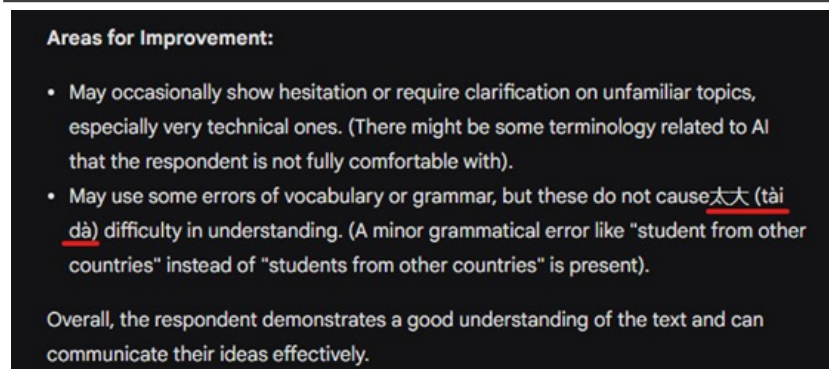 Areas for Improvement:
• May occasionally show hesitation or require clarification on unfamiliar topics,
especially very technical ones. (There might be some terminology related to AI
that the respondent is not fully comfortable with).
• May use some errors of vocabulary or grammar, but these do not cause太大 (tài
dà) difficulty in understanding. (A minor grammatical error like "student from other
countries" instead of "students from other countries" is present).
Overall, the respondent demonstrates a good understanding of the text and can
communicate their ideas effectively.